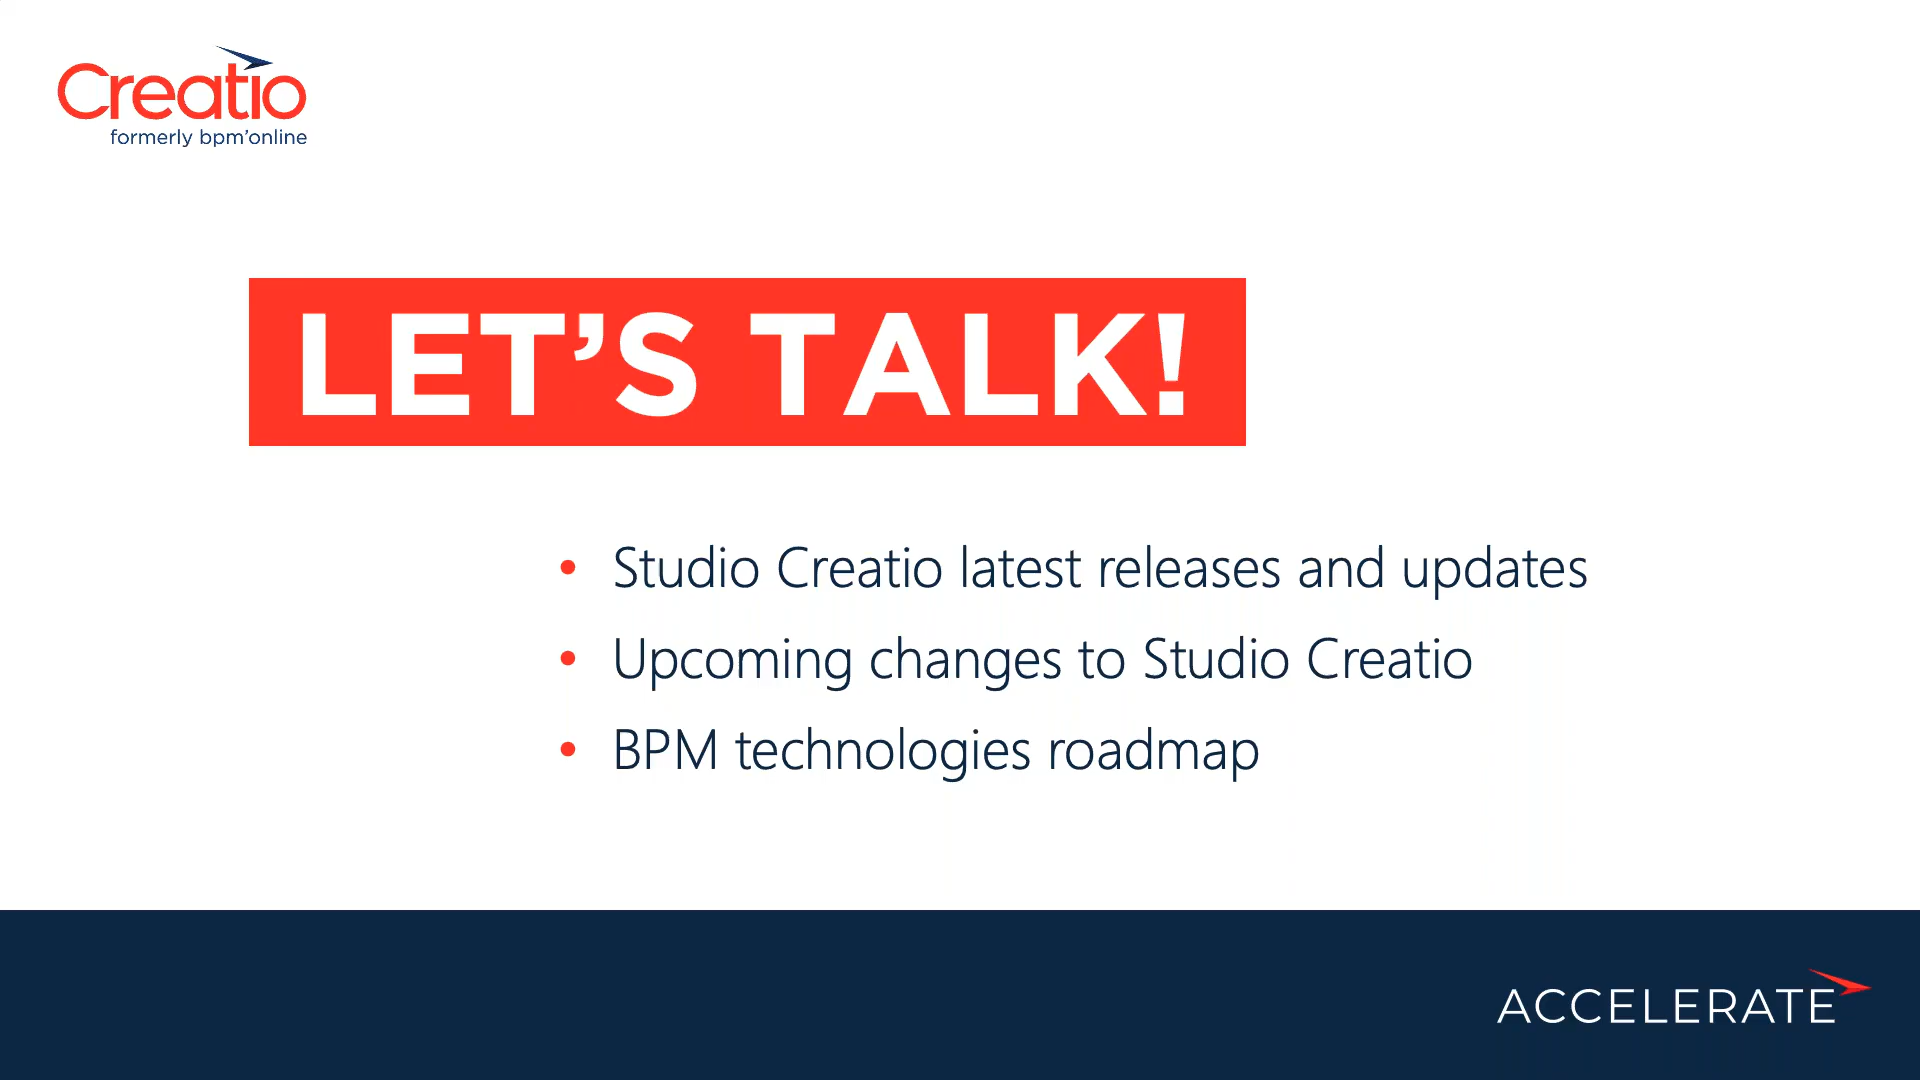 Creatio
formerly bpm'online
LET'S TALK!
• Studio Creatio latest releases and updates
• Upcoming changes to Studio Creatio
• BPM technologies roadmap
ACCELERATE